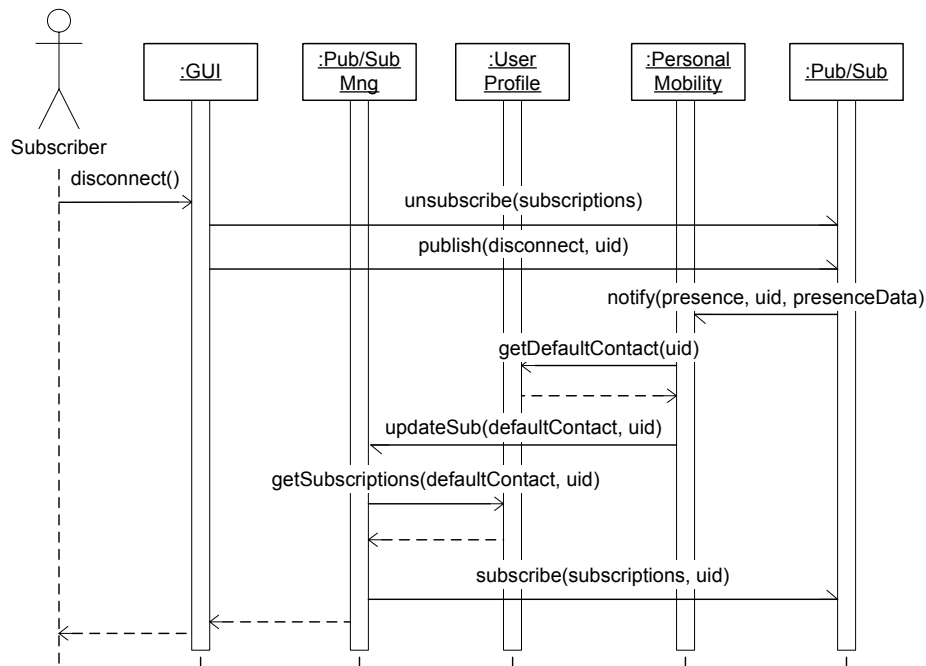 :GUI
:Pub/Sub
Mng
:User
Profile
:Personal
Mobility
:Pub/Sub
Subscriber
disconnect()
unsubscribe(subscriptions)
publish(disconnect, uid)
notify(presence, uid, presenceData)
getDefaultContact(uid)
updateSub(defaultContact, uid)
getSubscriptions(defaultContact, uid)
subscribe(subscriptions, uid)